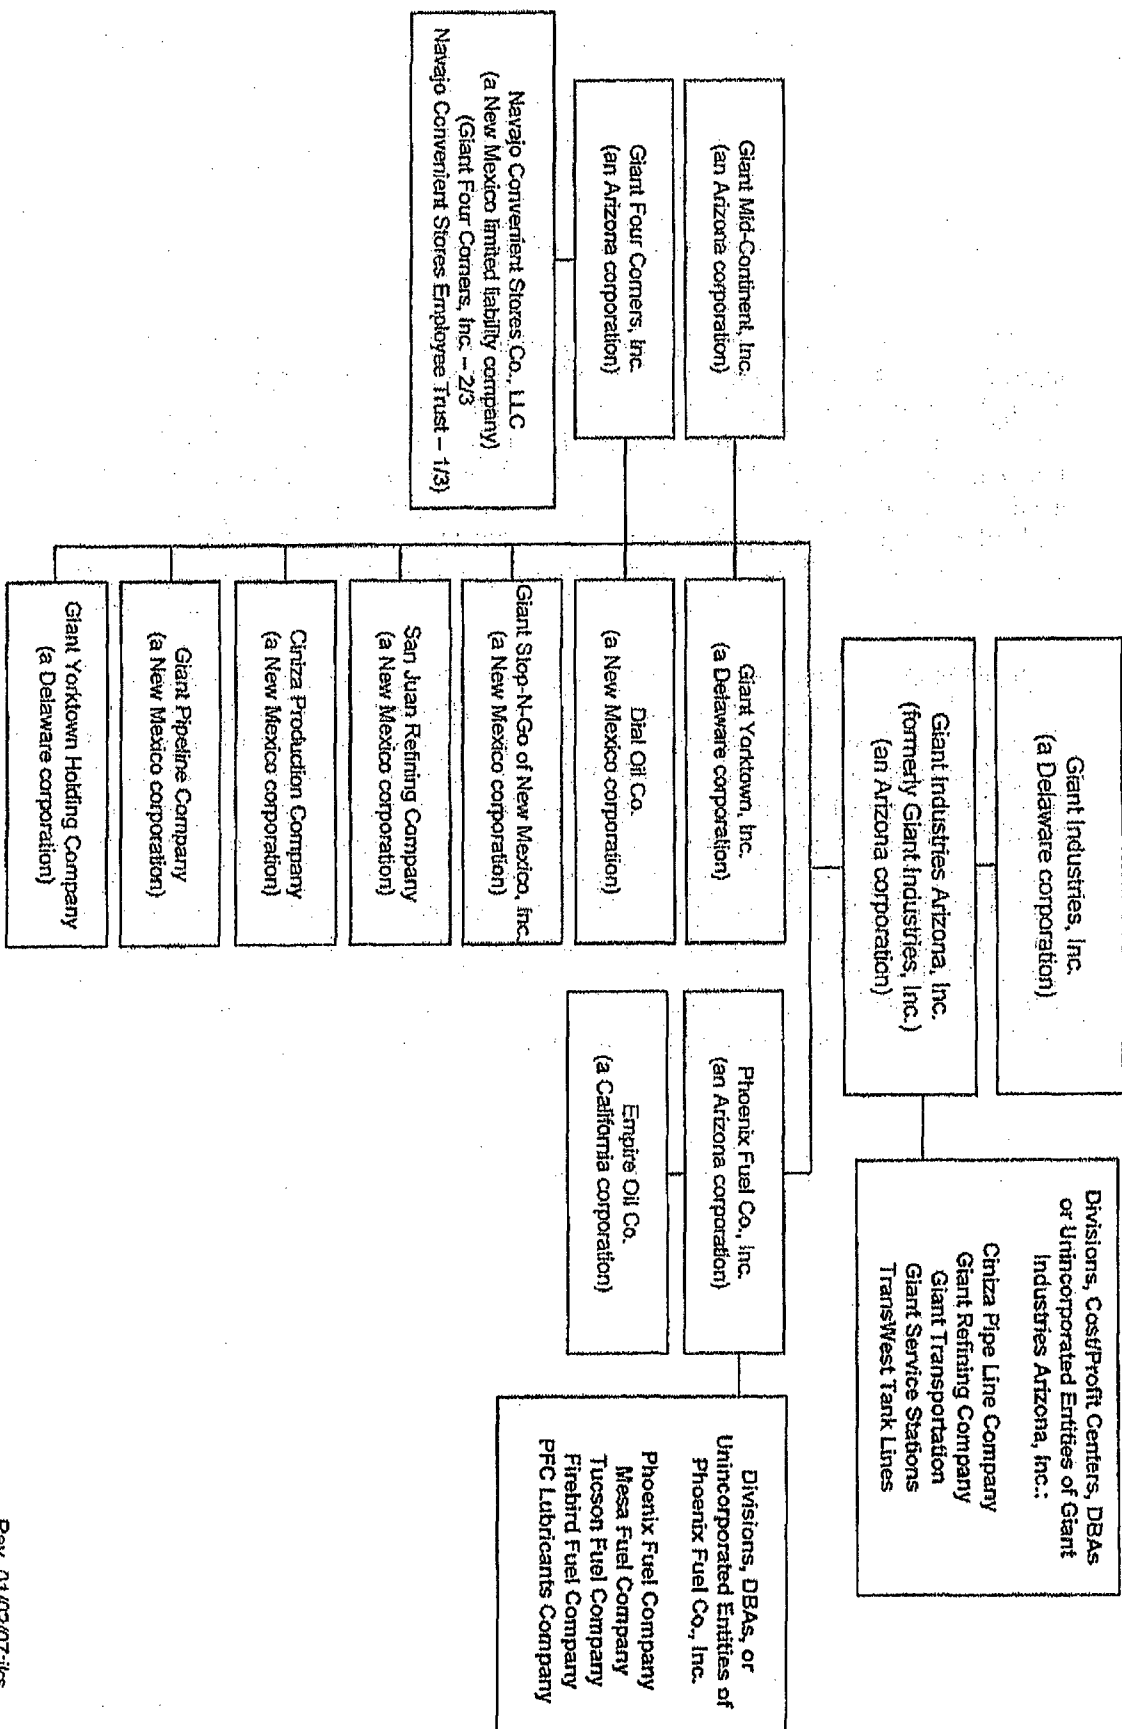 Giant Industries, Inc.
(a Delaware corporation)
Giant Industries Arizona, Inc.
(formerly Giant Industries, Inc.)
(an Arizona corporation)
Divisions, Cost/Profit Centers, DBAs
or Unincorporated Entities of Giant
Industries Arizona, Inc.:
Ciniza Pipe Line Company
Giant Refining Company
Giant Transportation
Giant Service Stations
TransWest Tank Lines
Giant Mid-Continent, Inc.
(an Arizona corporation)
Giant Yorktown, Inc.
(a Delaware corporation)
Phoenix Fuel Co., Inc.
(an Arizona corporation)
Divisions, DBAs, or
Unincorporated Entities of
Phoenix Fuel Co., Inc.
Phoenix Fuel Company
Mesa Fuel Company
Tucson Fuel Company
Firebird Fuel Company
PFC Lubricants Company
Giant Four Corners, Inc.
(an Arizona corporation)
Dial Oil Co.
(a New Mexico corporation)
Empire Oil Co.
(a California corporation)
Navajo Convenient Stores Co., LLC
(a New Mexico limited liability company)
(Giant Four Corners, Inc. – 2/3
Navajo Convenient Stores Employee Trust – 1/3)
Giant Stop-N-Go of New Mexico, Inc.
(a New Mexico corporation)
San Juan Refining Company
(a New Mexico corporation)
Ciniza Production Company
(a New Mexico corporation)
Giant Pipeline Company
(a New Mexico corporation)
Giant Yorktown Holding Company
(a Delaware corporation)